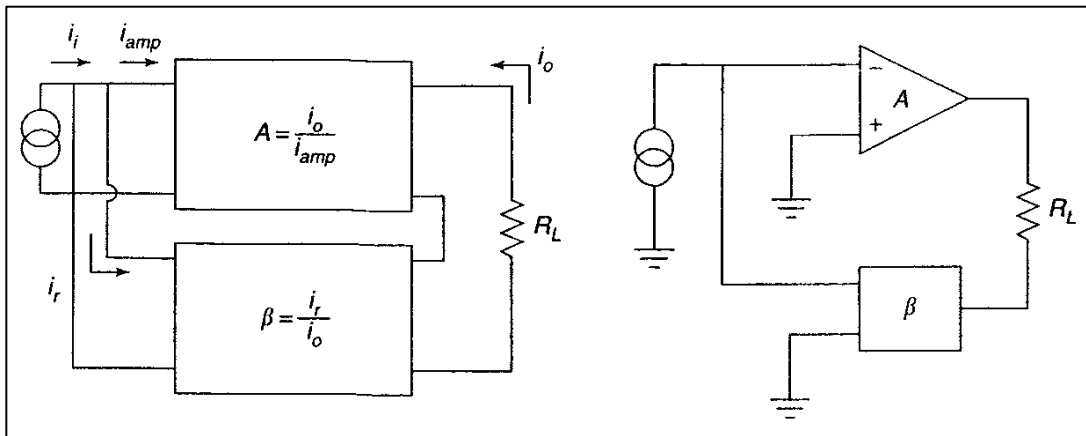 i_i
i_amp
i_o
A = i_o / i_amp
R_L
i_r
β = i_r / i_o
−
A
+
R_L
β